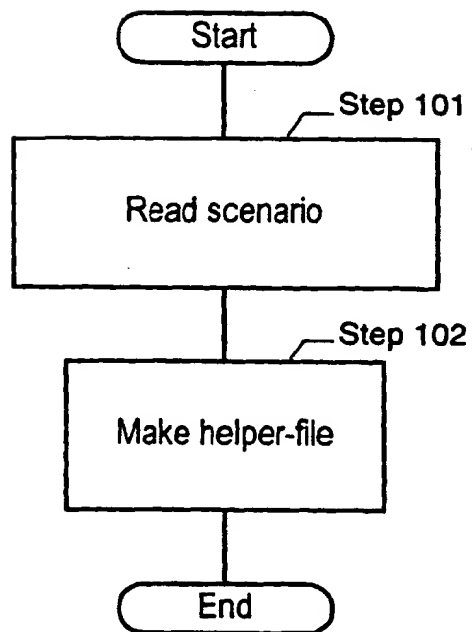 Start
Step 101
Read scenario
Step 102
Make helper-file
End